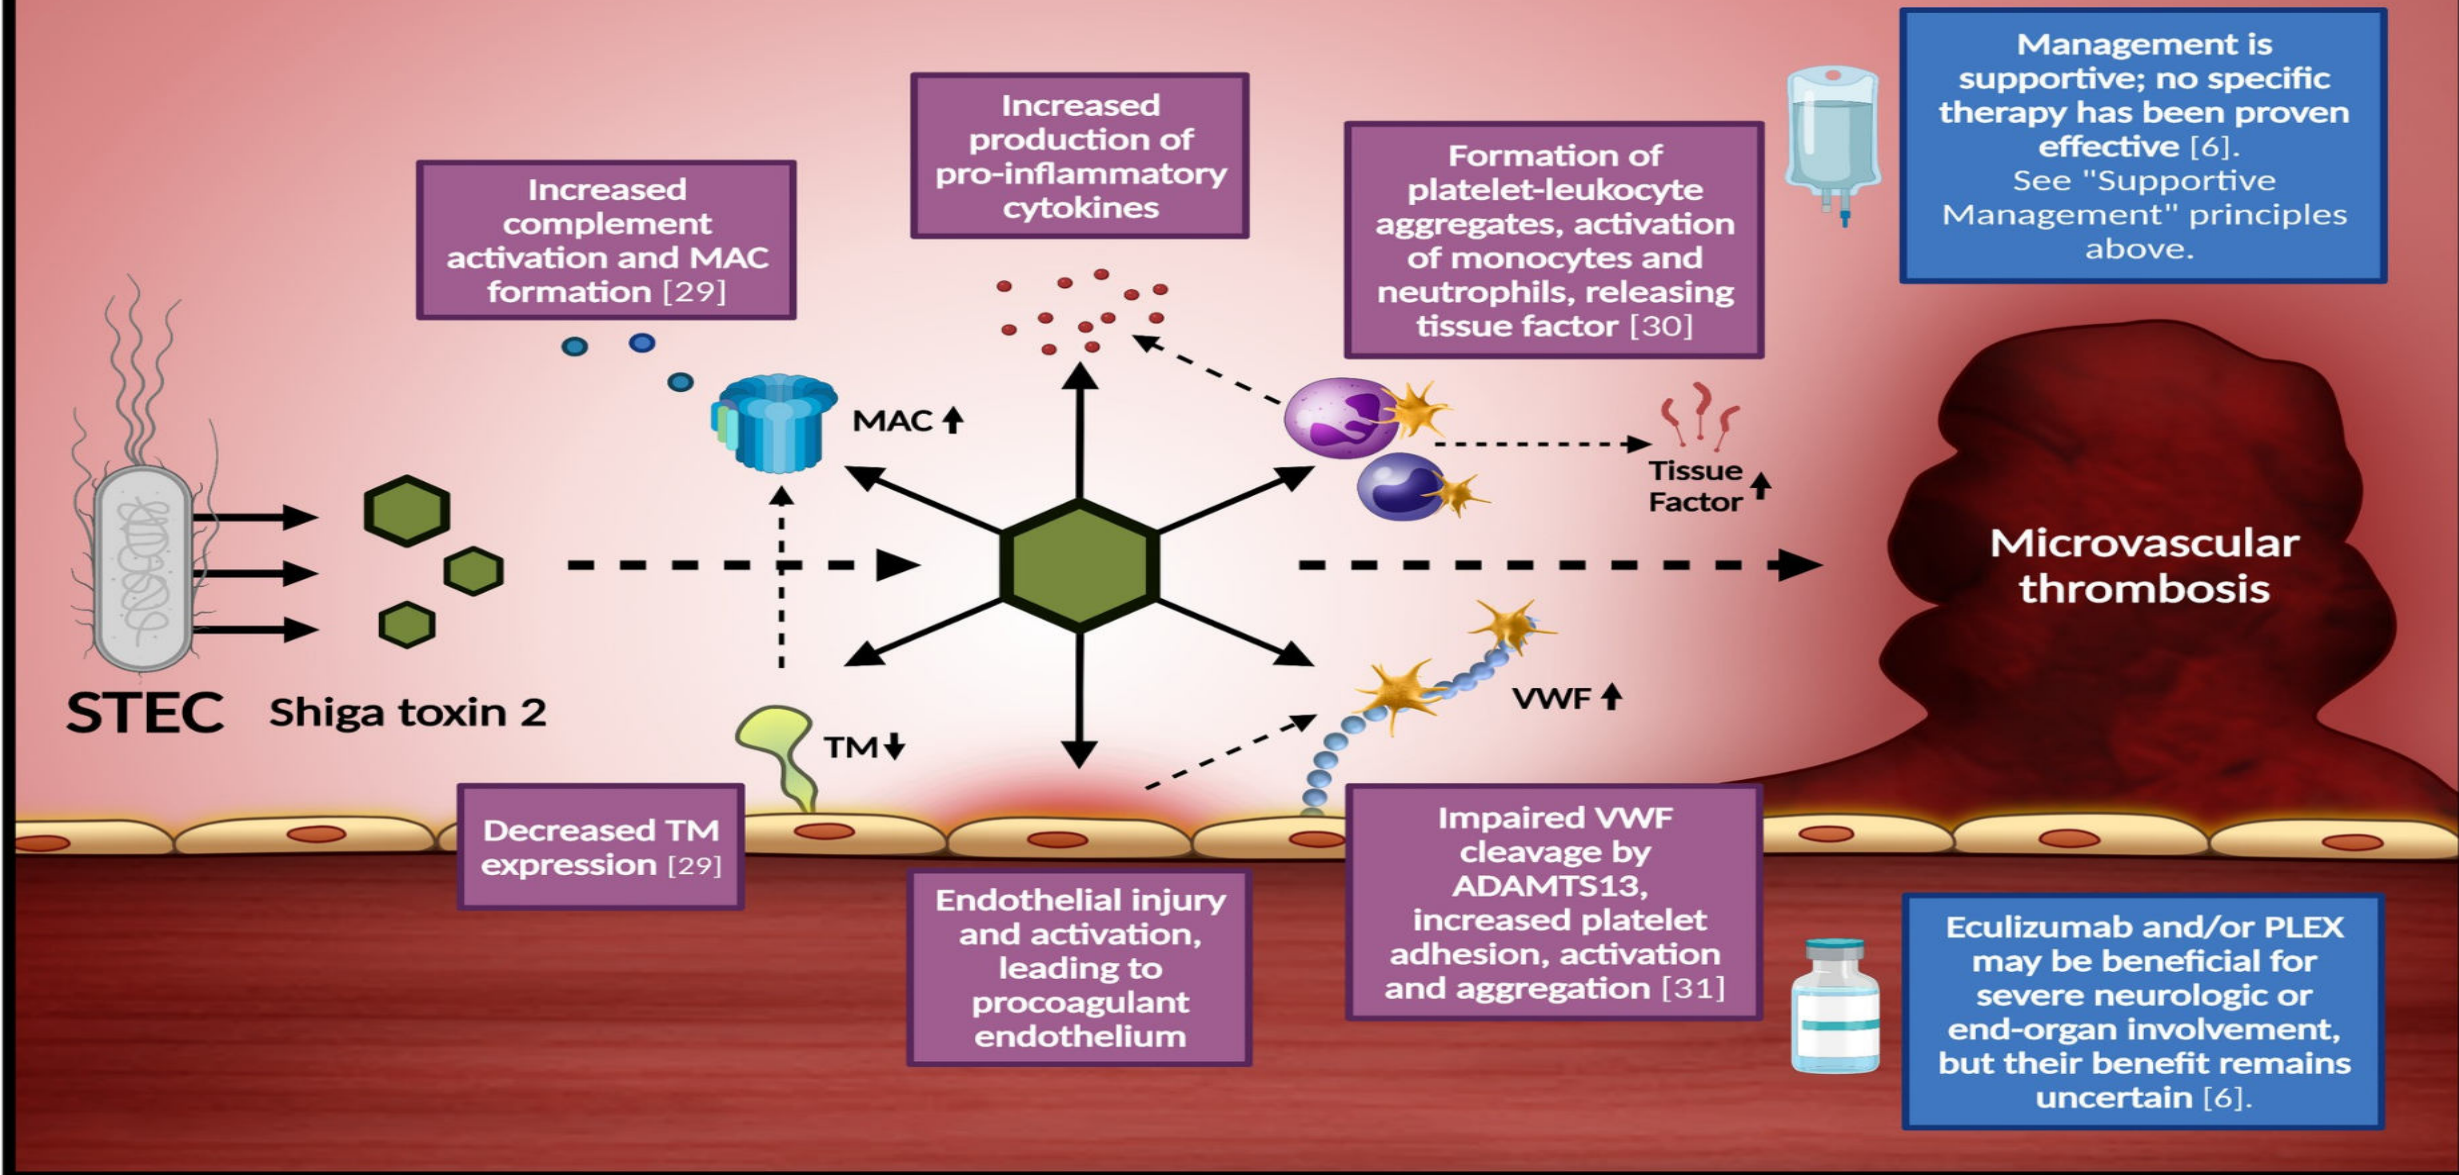 Increased
complement
activation and MAC
formation [29]
Increased
production of
pro-inflammatory
cytokines
Formation of
platelet-leukocyte
aggregates, activation
of monocytes and
neutrophils, releasing
tissue factor [30]
Management is
supportive; no specific
therapy has been proven
effective [6].
See "Supportive
Management" principles
above.
MAC
Tissue
Factor
Microvascular
thrombosis
STEC
Shiga toxin 2
TM
VWF
Decreased TM
expression [29]
Endothelial injury
and activation,
leading to
procoagulant
endothelium
Impaired VWF
cleavage by
ADAMTS13,
increased platelet
adhesion, activation
and aggregation [31]
Eculizumab and/or PLEX
may be beneficial for
severe neurologic or
end-organ involvement,
but their benefit remains
uncertain [6].